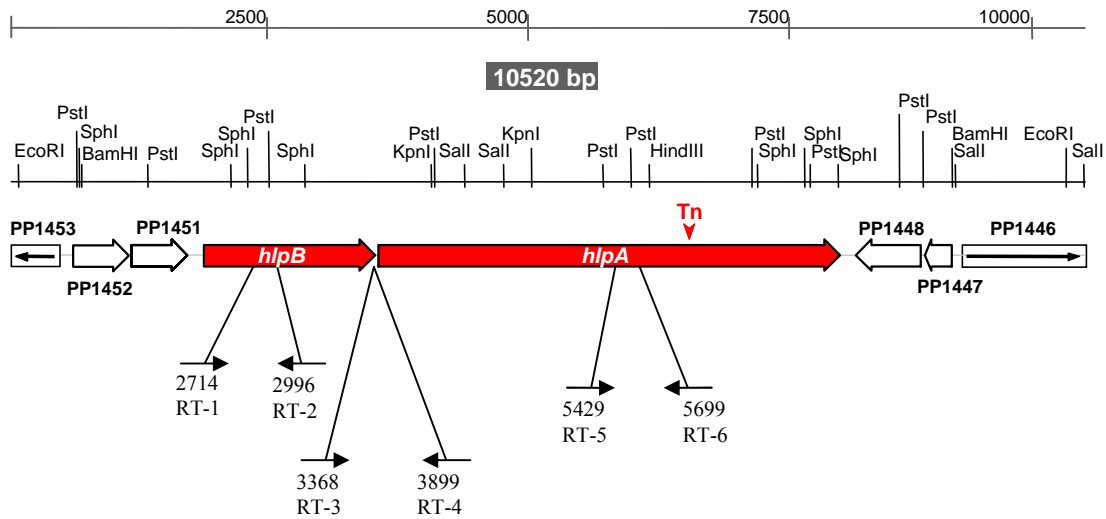 2500 5000 7500 10000
10520 bp
PstI PstI PstI
SphI SphI PstI KpnI PstI PstI SphI PstI BamHI EcoRI
EcoRI BamHI PstI SphI SphI KpnI SalI SalI PstI HindIII SphI PstI SphI SalI SalI
Tn
PP1453 PP1451 PP1448 PP1446
hlpB hlpA
PP1452 PP1447
2714 2996 5429 5699
RT-1 RT-2 RT-5 RT-6
3368 3899
RT-3 RT-4